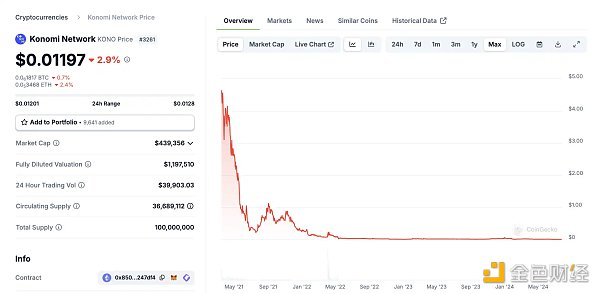 Cryptocurrencies > Konomi Network Price
Konomi Network KONO Price #3261
$0.01197 ▼ 2.9%
0.0₆1817 BTC ▼ 0.7%
0.0₅3468 ETH ▼ 2.4%
$0.01201 24h Range $0.0128
Add to Portfolio • 9,641 added
Market Cap $439,356
Fully Diluted Valuation $1,197,510
24 Hour Trading Vol $39,903.03
Circulating Supply 36,689,112
Total Supply 100,000,000
Info
Contract 0x850...247df4
Overview Markets News Similar Coins Historical Data
Price Market Cap Live Chart 24h 7d 1m 3m 1y Max LOG
$5.00
$4.00
$3.00
$2.00
$1.00
$0
CoinGecko
May '21 Sep '21 Jan '22 May '22 Sep '22 Jan '23 May '23 Sep '23 Jan '24 May '24
金色财经